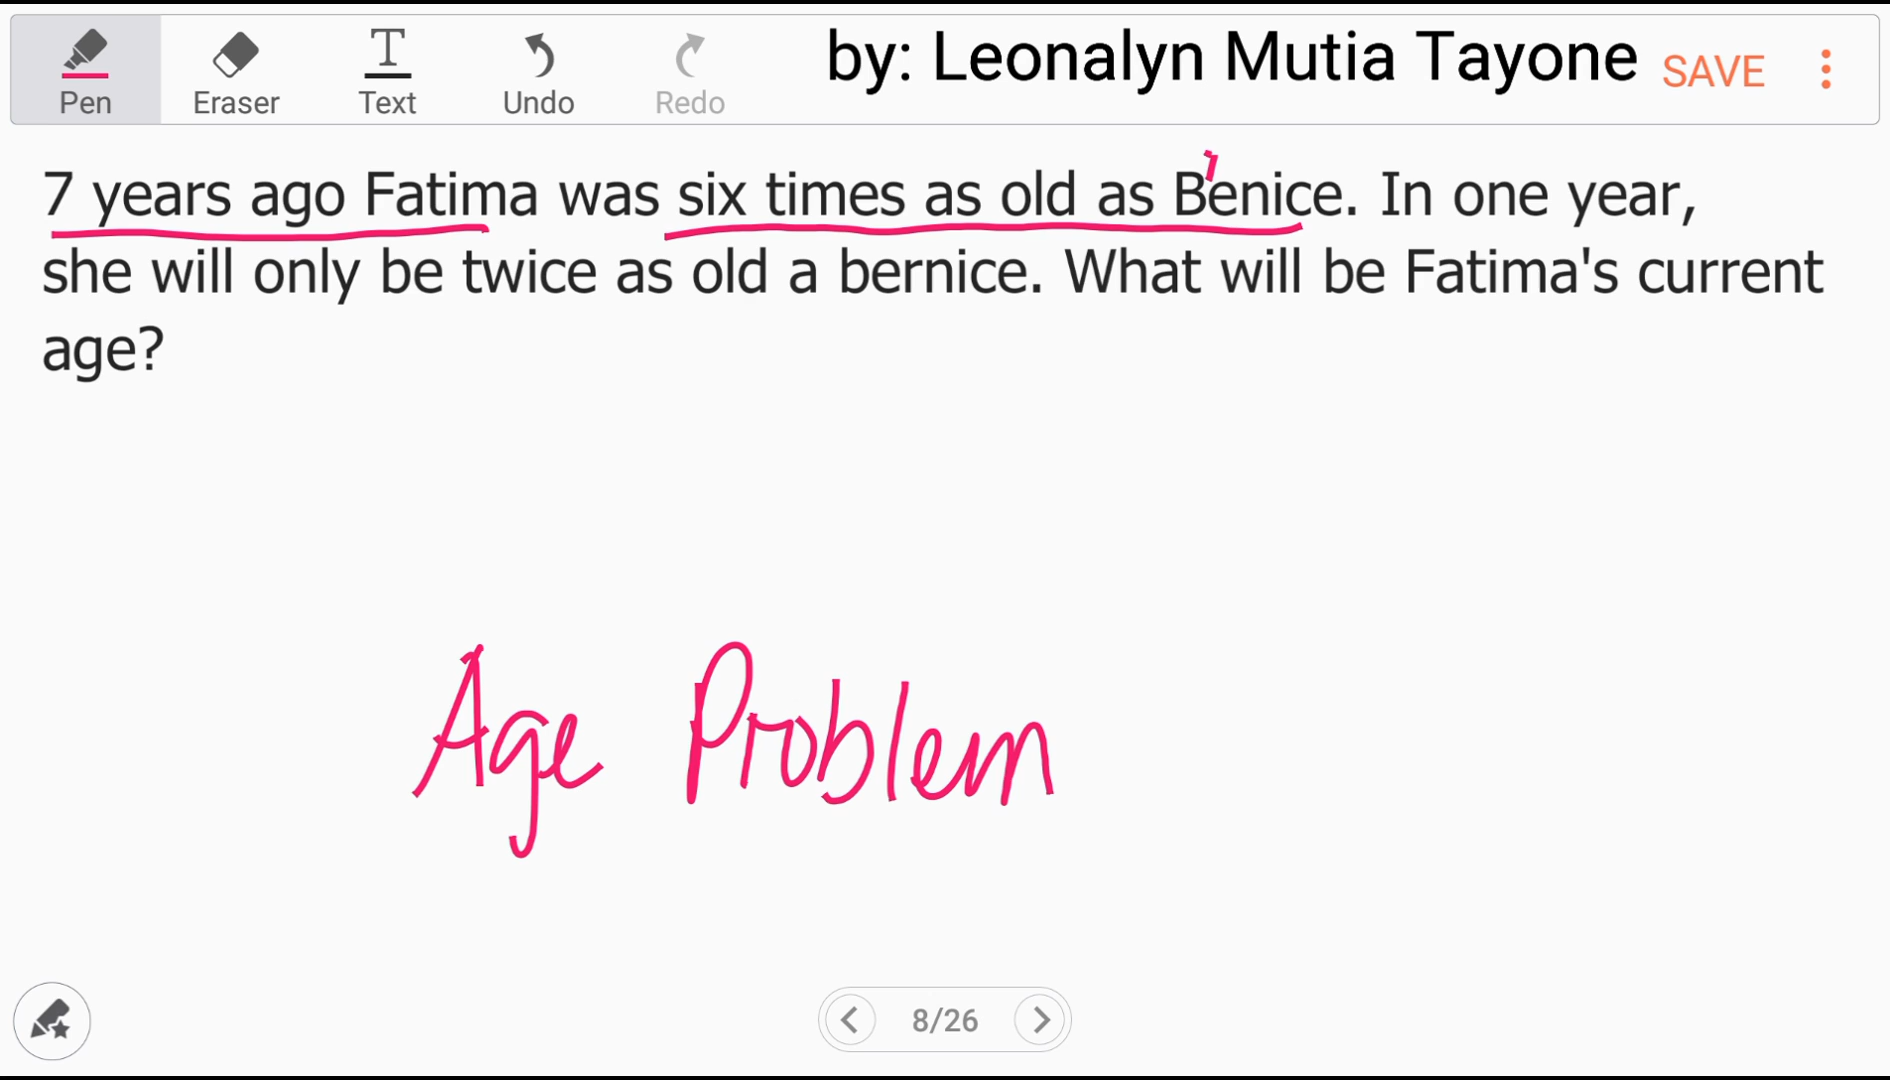 by: Leonalyn Mutia Tayone SAVE
Pen Eraser Text Undo Redo
7 years ago Fatima was six times as old as Benice. In one year,
she will only be twice as old a bernice. What will be Fatima's current
age?
Age Problem
8/26